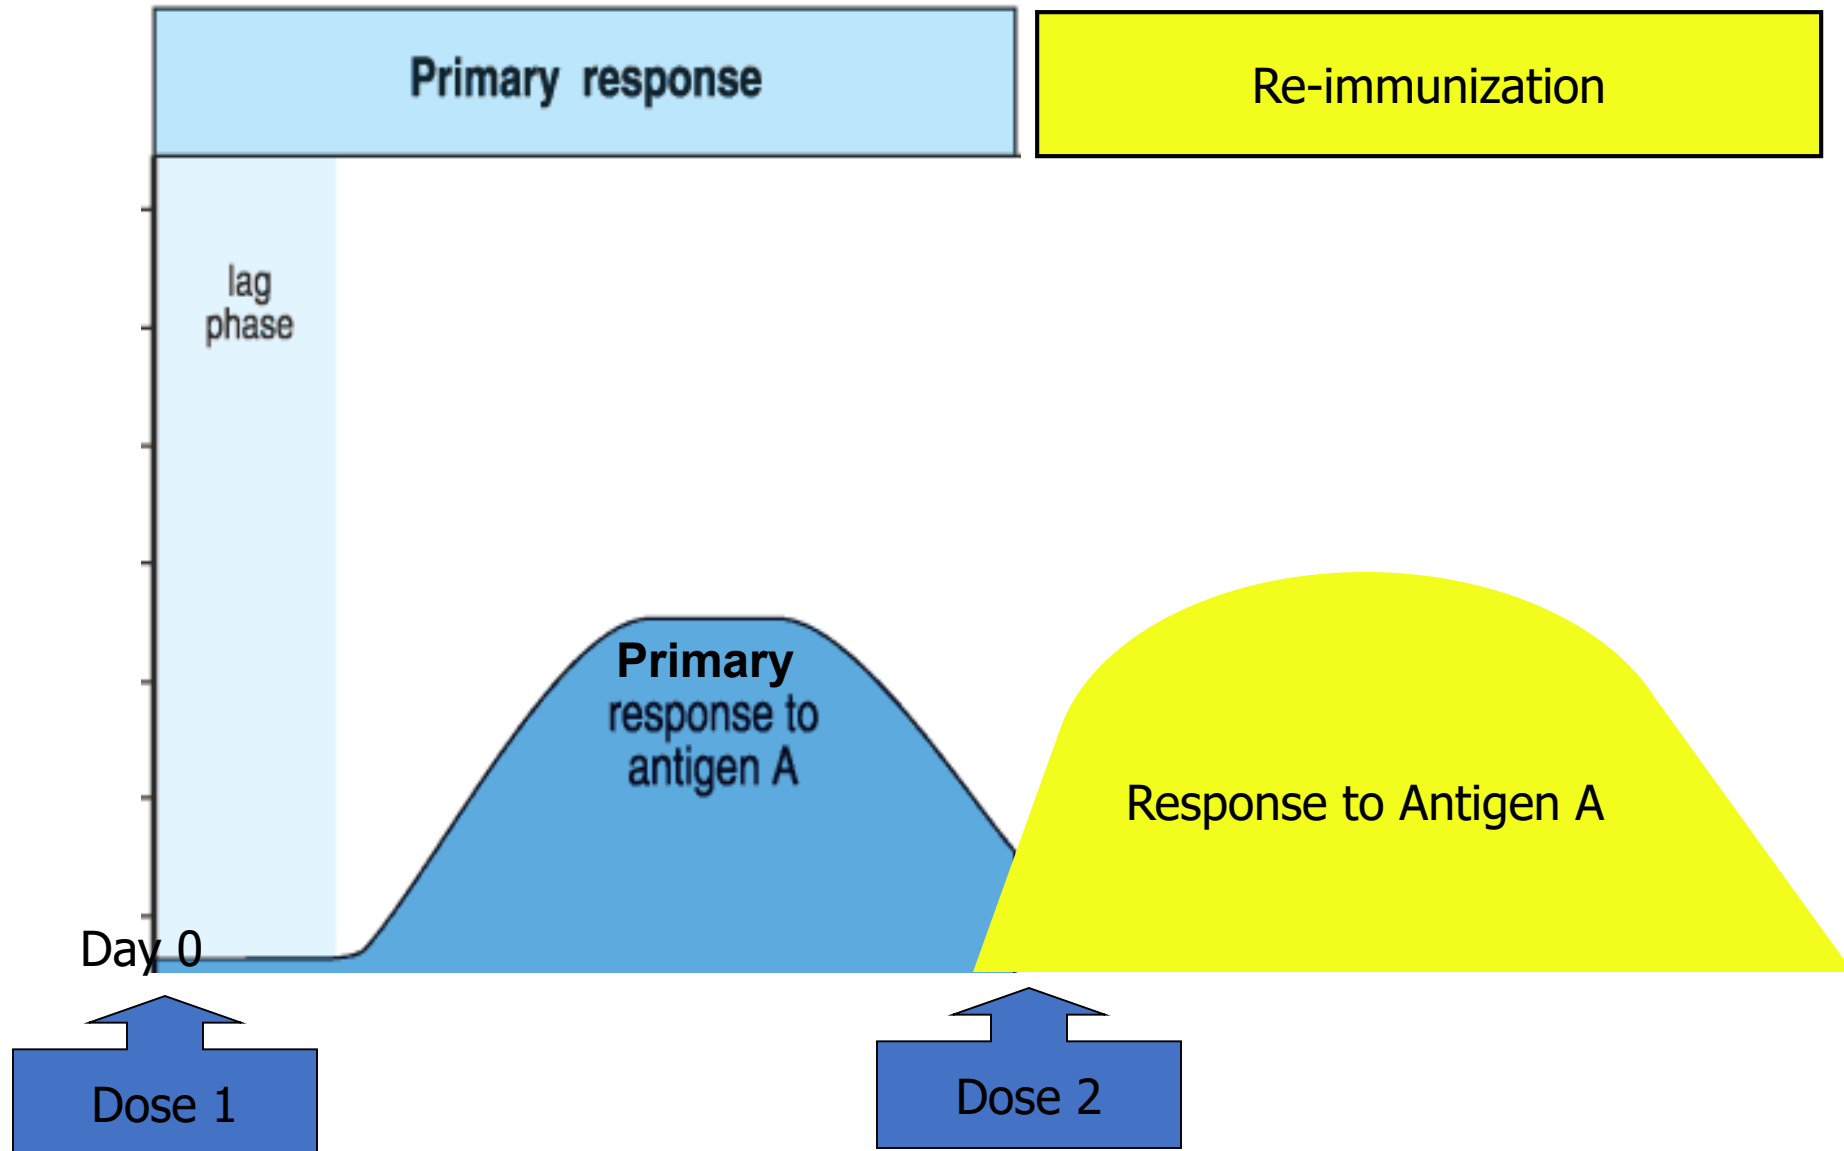 Primary response
Re-immunization
lag
phase
Primary
response to
antigen A
Response to Antigen A
Day 0
Dose 1
Dose 2